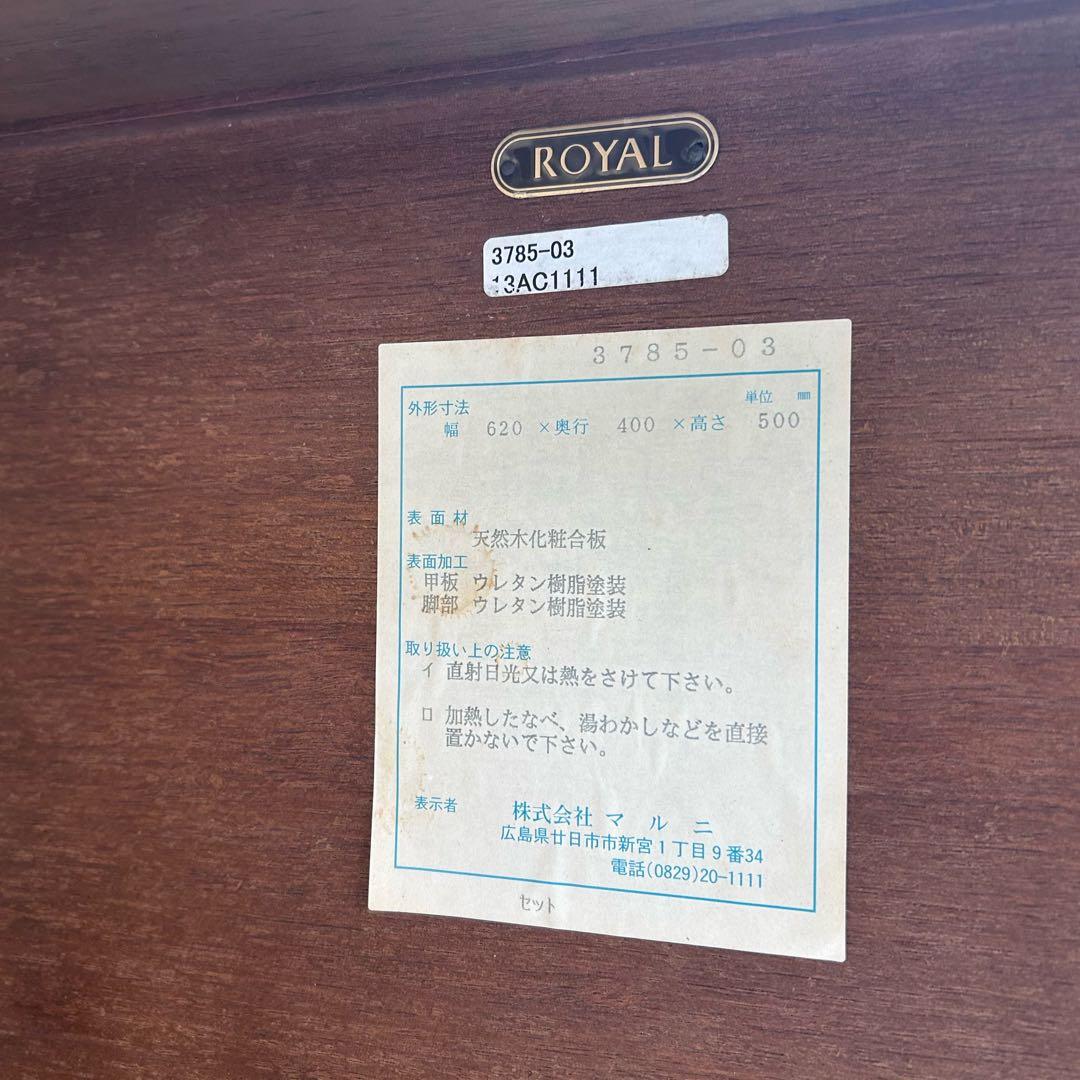 ROYAL
3785-03
13AC1111
3785-03
単位 mm
外形寸法
幅 620 ×奥行 400 ×高さ 500
表面材
天然木化粧合板
表面加工
甲板 ウレタン樹脂塗装
脚部 ウレタン樹脂塗装
取り扱い上の注意
イ 直射日光又は熱をさけて下さい。
ロ 加熱したなべ、湯わかしなどを直接
置かないで下さい。
表示者 株式会社 マルニ
広島県廿日市市新宮1丁目9番34
電話(0829)20-1111
セット